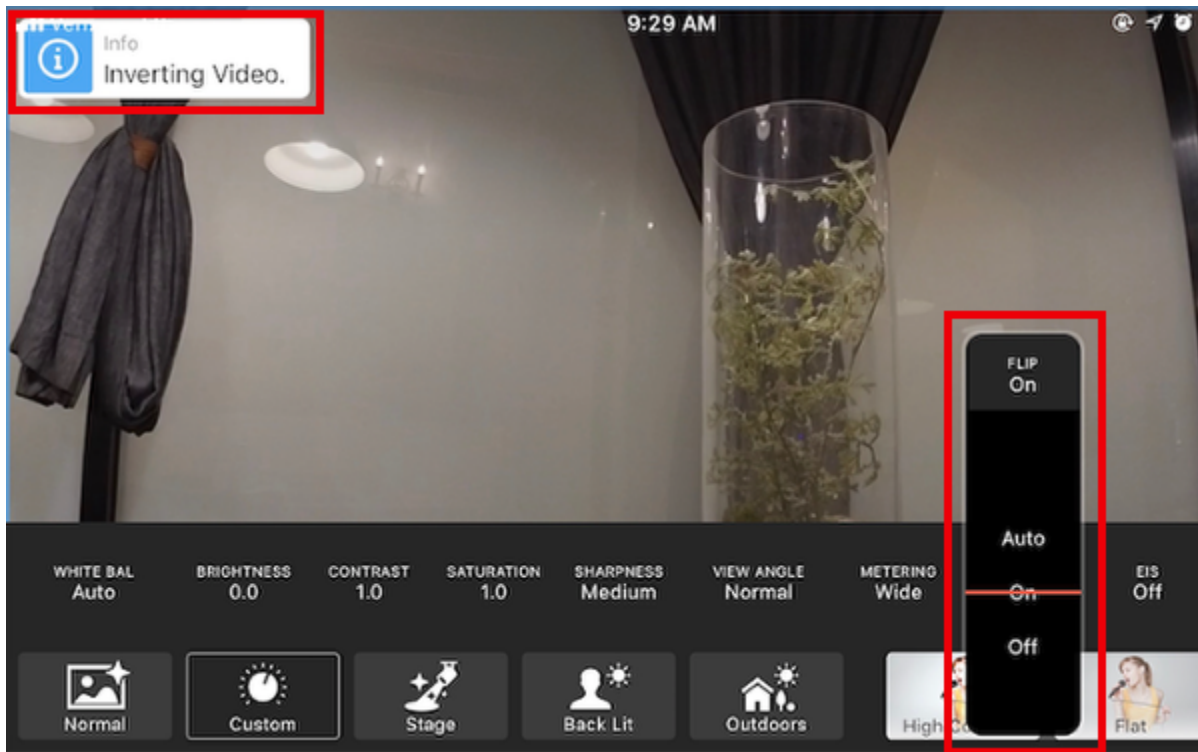 9:29 AM
Info
Inverting Video.
FLIP
On
Auto
On
Off
WHITE BAL
Auto
BRIGHTNESS
0.0
CONTRAST
1.0
SATURATION
1.0
SHARPNESS
Medium
VIEW ANGLE
Normal
METERING
Wide
EIS
Off
Normal
Custom
Stage
Back Lit
Outdoors
High
Flat